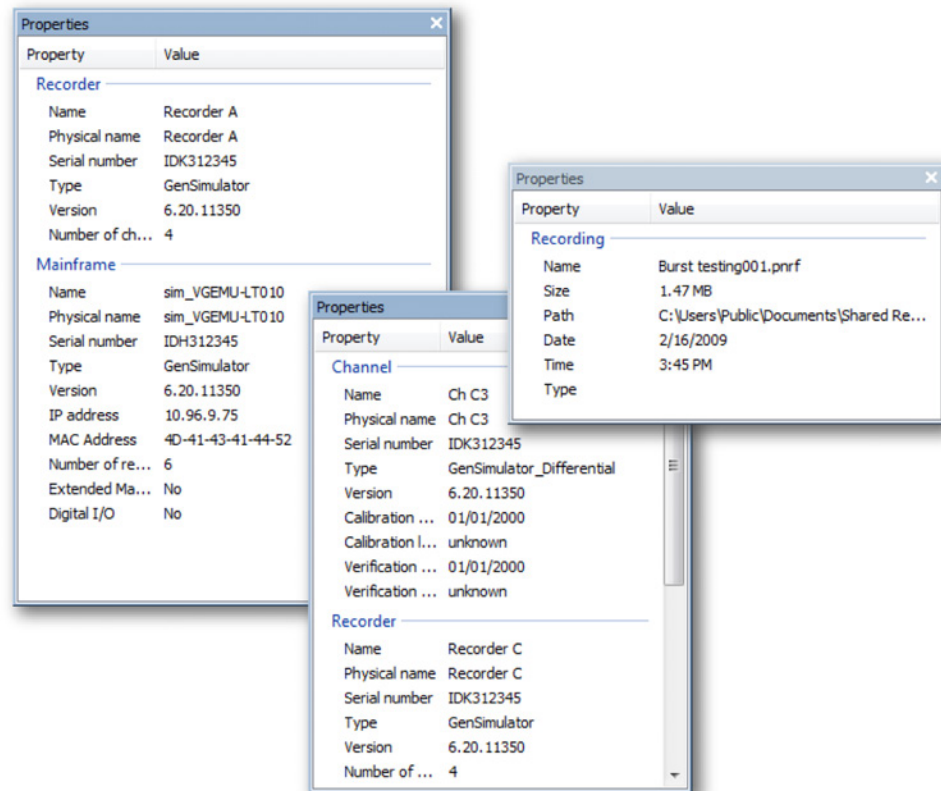 Properties
Property Value
Recorder
Name Recorder A
Physical name Recorder A
Serial number IDK312345
Type GenSimulator
Version 6.20.11350
Number of ch... 4
Mainframe
Name sim_VGEMU-LT010
Physical name sim_VGEMU-LT010
Serial number IDH312345
Type GenSimulator
Version 6.20.11350
IP address 10.96.9.75
MAC Address 4D-41-43-41-44-52
Number of re... 6
Extended Ma... No
Digital I/O No
Properties
Property Value
Channel
Name Ch C3
Physical name Ch C3
Serial number IDK312345
Type GenSimulator_Differential
Version 6.20.11350
Calibration ... 01/01/2000
Calibration l... unknown
Verification ... 01/01/2000
Verification ... unknown
Recorder
Name Recorder C
Physical name Recorder C
Serial number IDK312345
Type GenSimulator
Version 6.20.11350
Number of ... 4
Properties
Property Value
Recording
Name Burst testing001.pnrf
Size 1.47 MB
Path C:\Users\Public\Documents\Shared Re...
Date 2/16/2009
Time 3:45 PM
Type